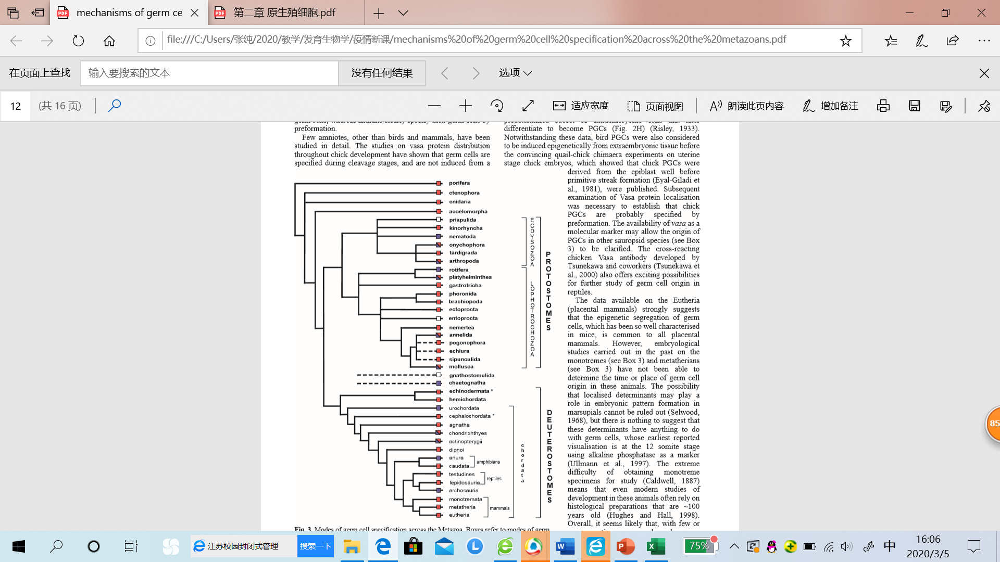 mechanisms of germ ce
第二章 原生殖细胞.pdf
file:///C:/Users/张纯/2020/教学/发育生物学/疫情新课/mechanisms%20of%20germ%20cell%20specification%20across%20the%20metazoans.pdf
在页面上查找
输入要搜索的文本
没有任何结果
选项
12
(共 16 页)
适应宽度
页面视图
朗读此页内容
增加备注
germ cells, whereas anurans clearly specify their germ cells by
preformation.
Few amniotes, other than birds and mammals, have been
studied in detail. The studies on vasa protein distribution
throughout chick development have shown that germ cells are
specified during cleavage stages, and are not induced from a
predetermined subset of extraembryonic cells that later
differentiate to become PGCs (Fig. 2H) (Risley, 1933).
Notwithstanding these data, bird PGCs were also considered
to be induced epigenetically from extraembryonic tissue before
the convincing quail-chick chimaera experiments on uterine
stage chick embryos, which showed that chick PGCs were
derived from the epiblast well before
primitive streak formation (Eyal-Giladi et
al., 1981), were published. Subsequent
examination of Vasa protein localisation
was necessary to establish that chick
PGCs are probably specified by
preformation. The availability of vasa as a
molecular marker may allow the origin of
PGCs in other sauropsid species (see Box
3) to be clarified. The cross-reacting
chicken Vasa antibody developed by
Tsunekawa and coworkers (Tsunekawa et
al., 2000) also offers exciting possibilities
for further study of germ cell origin in
reptiles.
The data available on the Eutheria
(placental mammals) strongly suggests
that the epigenetic segregation of germ
cells, which has been so well characterised
in mice, is common to all placental
mammals. However, embryological
studies carried out in the past on the
monotremes (see Box 3) and metatherians
(see Box 3) have not been able to
determine the time or place of germ cell
origin in these animals. The possibility
that localised determinants may play a
role in embryonic pattern formation in
marsupials cannot be ruled out (Selwood,
1968), but there is nothing to suggest that
these determinants have anything to do
with germ cells, whose earliest reported
visualisation is at the 12 somite stage
using alkaline phosphatase as a marker
(Ullmann et al., 1997). The extreme
difficulty of obtaining monotreme
specimens for study (Caldwell, 1887)
means that even modern studies of
development in these animals often rely on
histological preparations that are ~100
years old (Hughes and Hall, 1998).
Overall, it seems likely that, with few or
porifera
ctenophora
cnidaria
acoelomorpha
priapulida
kinorhyncha
nematoda
onychophora
tardigrada
arthropoda
rotifera
platyhelminthes
gastrotricha
phoronida
brachiopoda
ectoprocta
entoprocta
nemertea
annelida
pogonophora
echiura
sipunculida
mollusca
gnathostomulida
chaetognatha
echinodermata *
hemichordata
urochordata
cephalochordata *
agnatha
chondrichthyes
actinopterygii
dipnoi
anura
caudata
amphibians
testudines
lepidosauria
reptiles
archosauria
monotremata
metatheria
eutheria
mammals
ECDYSOZOA
LOPHOTROCHOZOA
PROTOSTOMES
chordata
DEUTEROSTOMES
Fig. 3. Modes of germ cell specification across the Metazoa. Boxes refer to modes of germ
85
江苏校园封闭式管理
搜索一下
75%
中
16:06
2020/3/5